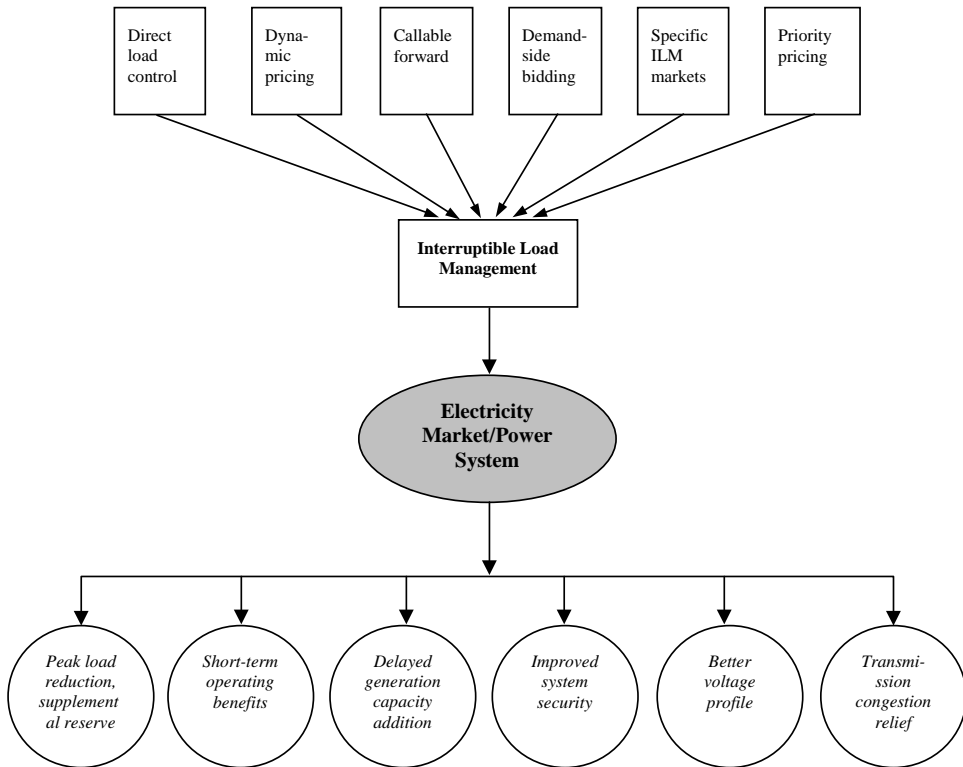 Direct
load
control
Dyna-
mic
pricing
Callable
forward
Demand-
side
bidding
Specific
ILM
markets
Priority
pricing
Interruptible Load
Management
Electricity
Market/Power
System
Peak load
reduction,
supplement
al reserve
Short-term
operating
benefits
Delayed
generation
capacity
addition
Improved
system
security
Better
voltage
profile
Transmi-
ssion
congestion
relief